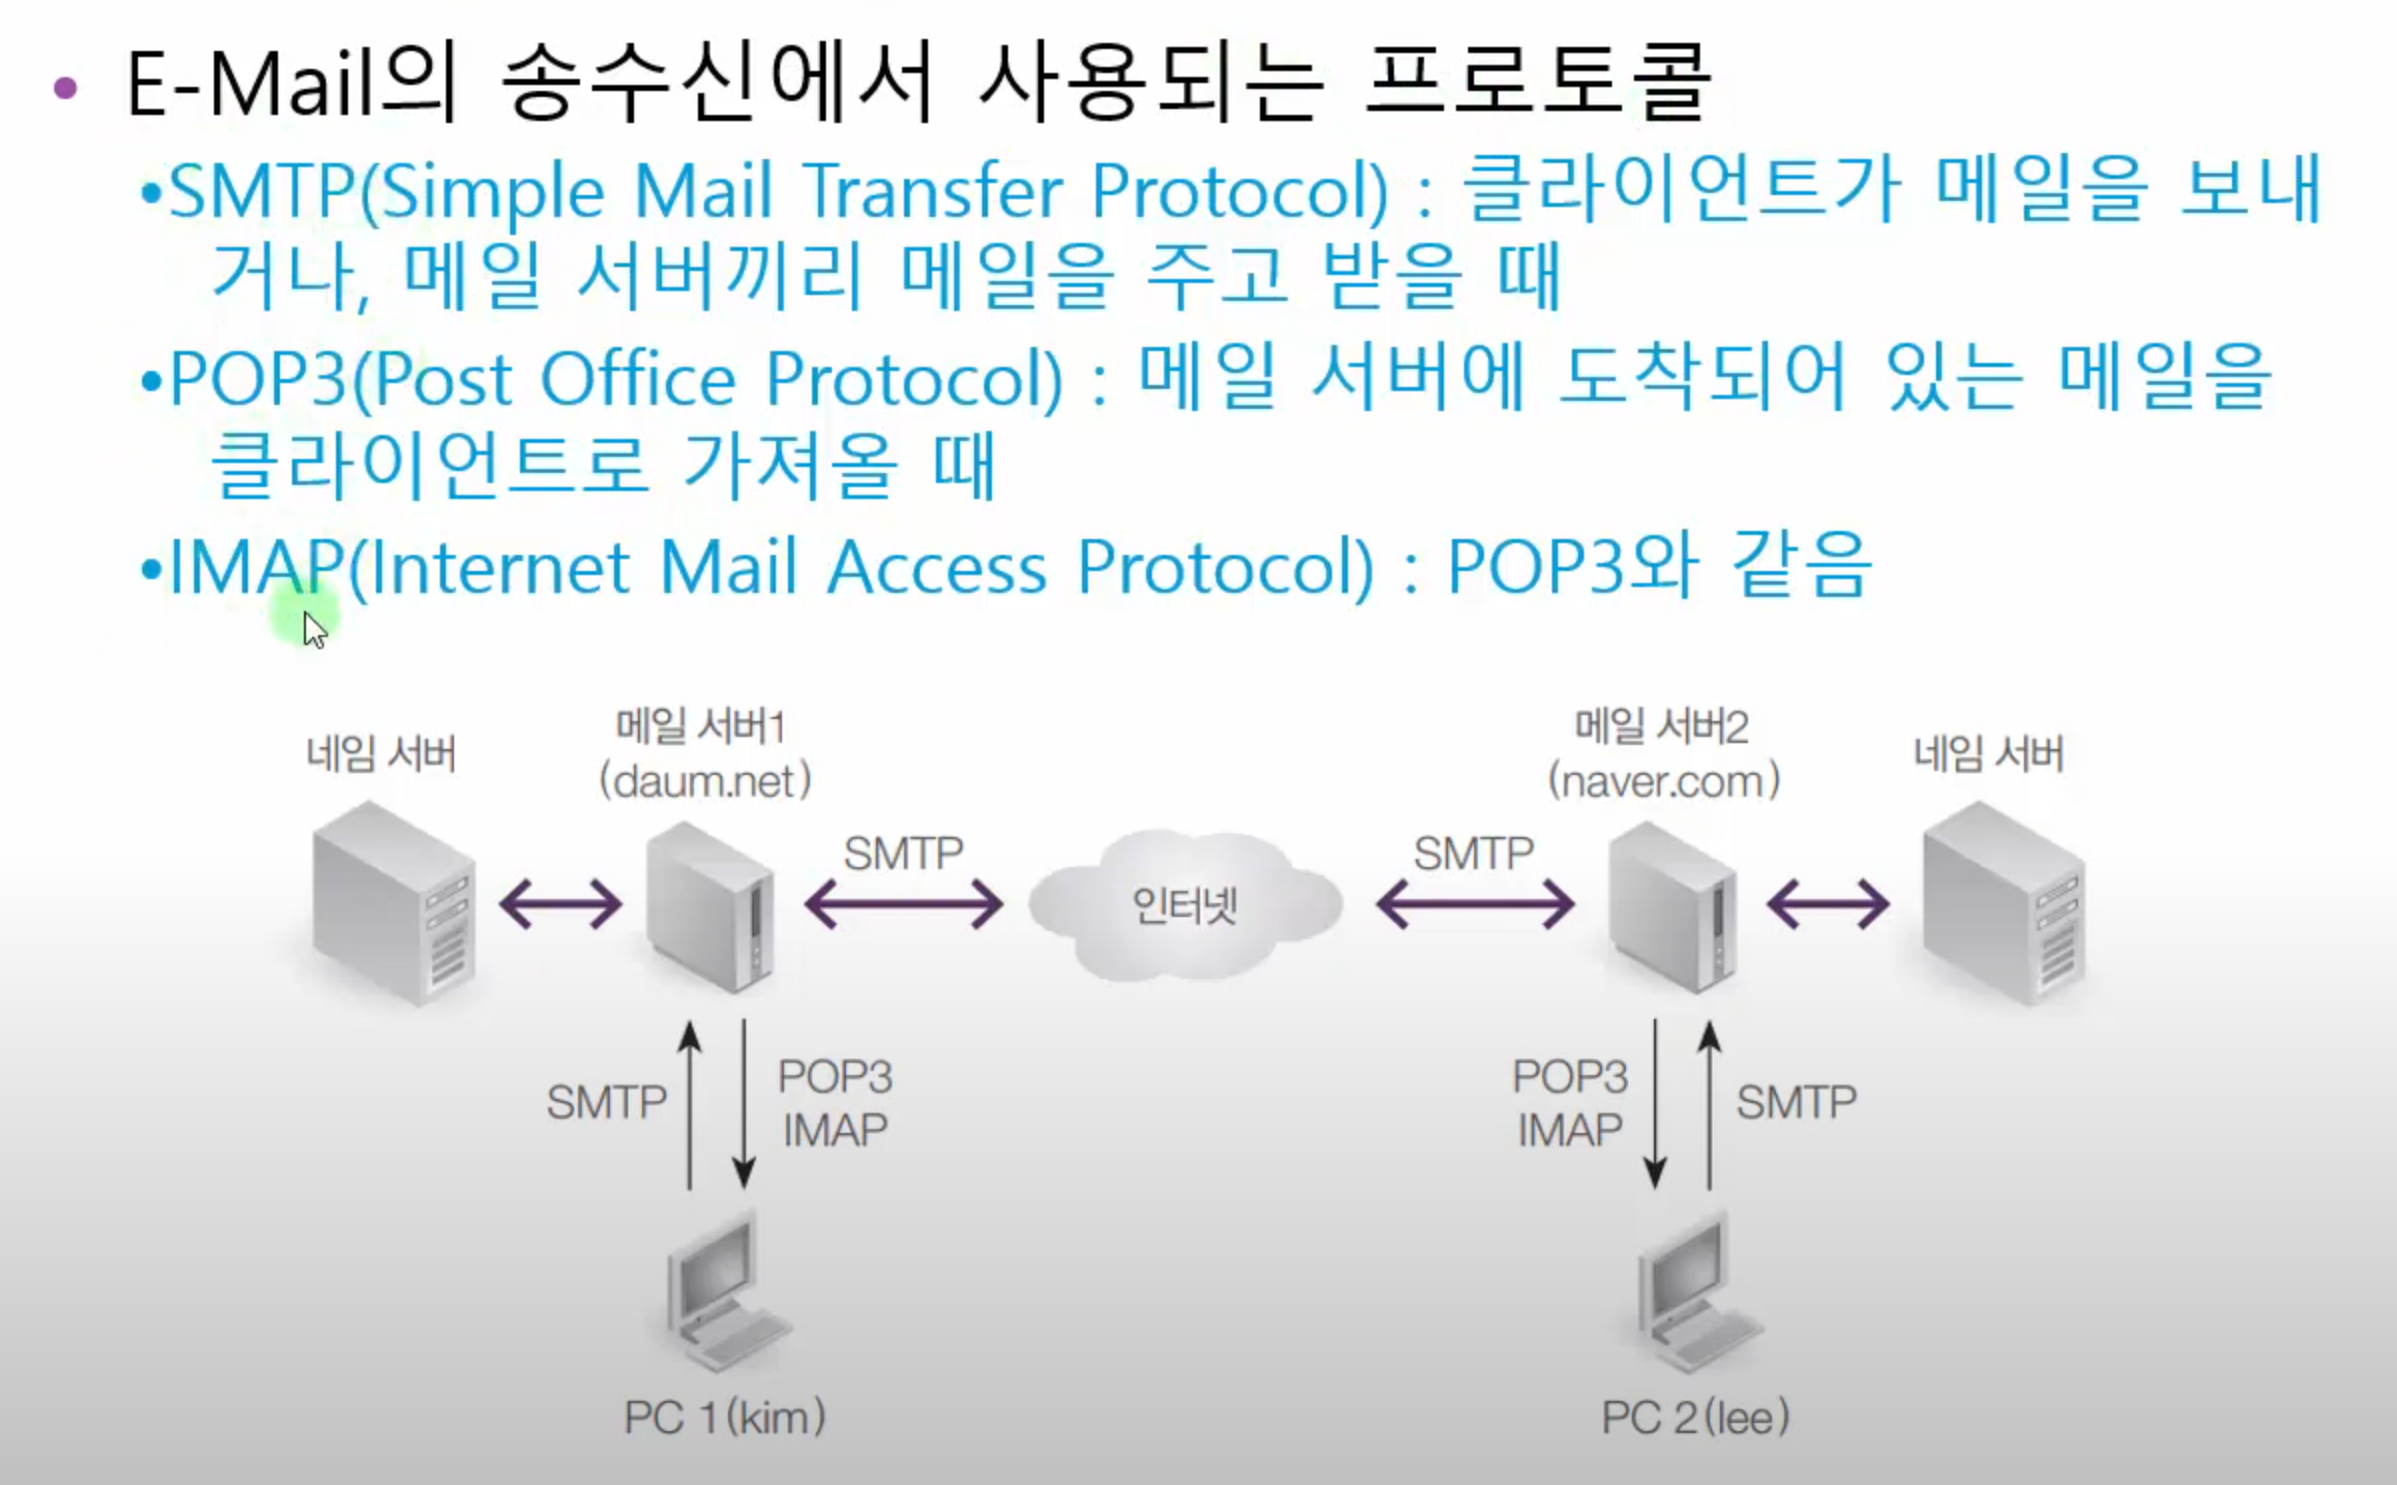 • E-Mail의 송수신에서 사용되는 프로토콜
•SMTP(Simple Mail Transfer Protocol) : 클라이언트가 메일을 보내
거나, 메일 서버끼리 메일을 주고 받을 때
•POP3(Post Office Protocol) : 메일 서버에 도착되어 있는 메일을
클라이언트로 가져올 때
•IMAP(Internet Mail Access Protocol) : POP3와 같음
네임 서버
메일 서버1
(daum.net)
메일 서버2
(naver.com)
네임 서버
SMTP
인터넷
SMTP
SMTP
POP3
IMAP
POP3
IMAP
SMTP
PC 1(kim)
PC 2(lee)